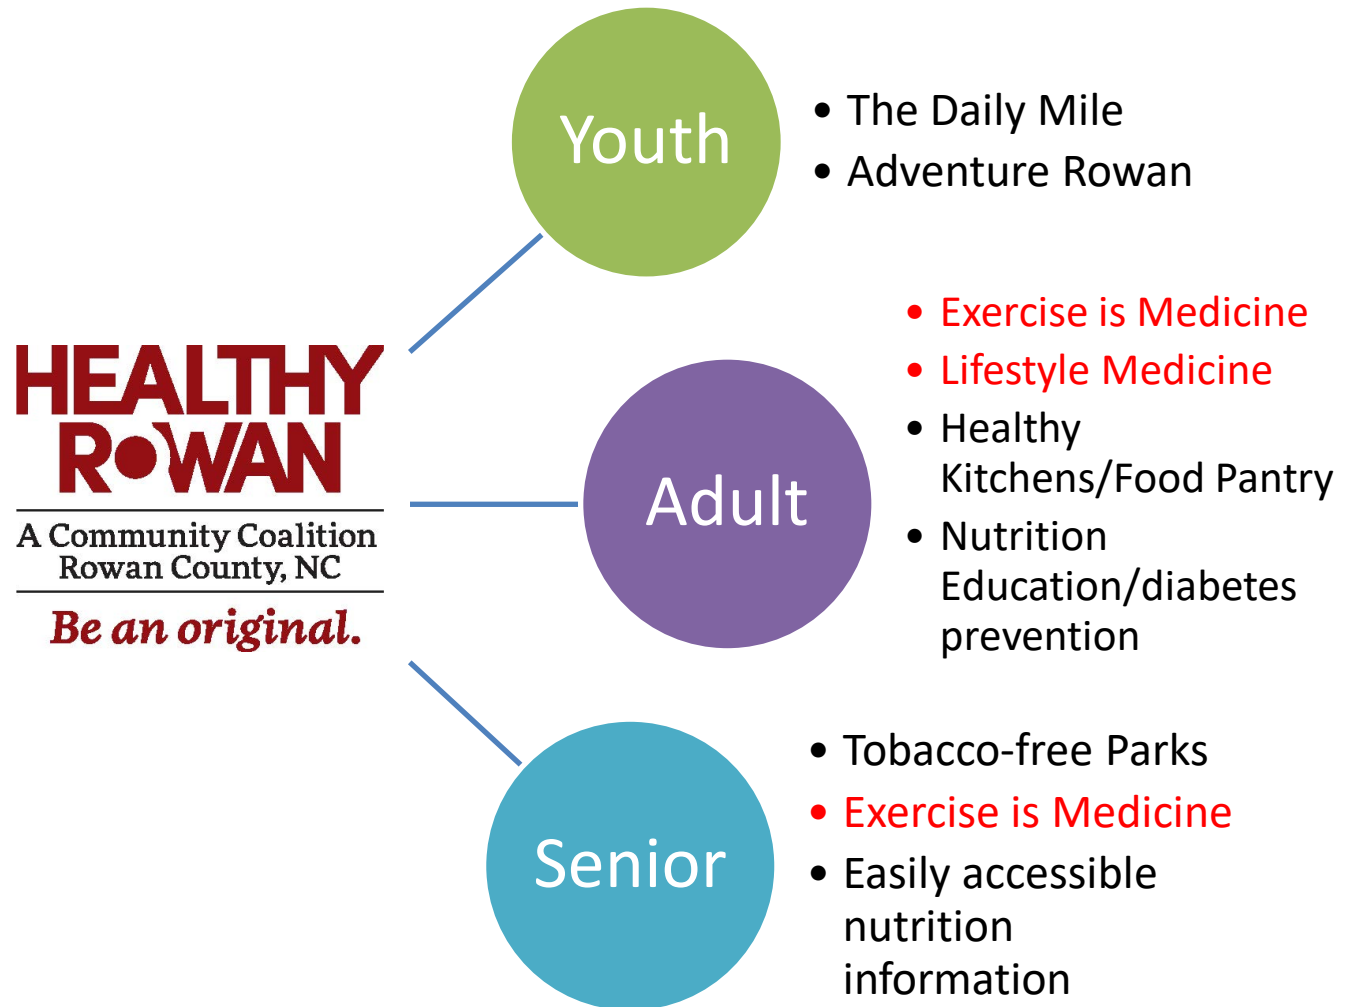 HEALTHY
ROWAN
A Community Coalition
Rowan County, NC
Be an original.
Youth
• The Daily Mile
• Adventure Rowan
Adult
• Exercise is Medicine
• Lifestyle Medicine
• Healthy
Kitchens/Food Pantry
• Nutrition
Education/diabetes
prevention
Senior
• Tobacco-free Parks
• Exercise is Medicine
• Easily accessible
nutrition
information